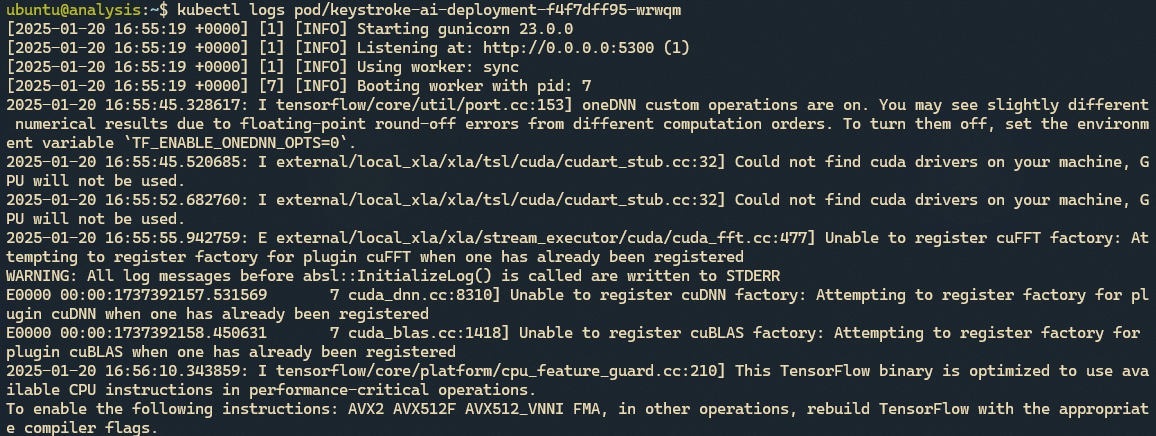 ubuntu@analysis:~$ kubectl logs pod/keystroke-ai-deployment-f4f7dff95-wrwqm
[2025-01-20 16:55:19 +0000] [1] [INFO] Starting gunicorn 23.0.0
[2025-01-20 16:55:19 +0000] [1] [INFO] Listening at: http://0.0.0.0:5300 (1)
[2025-01-20 16:55:19 +0000] [1] [INFO] Using worker: sync
[2025-01-20 16:55:19 +0000] [7] [INFO] Booting worker with pid: 7
2025-01-20 16:55:45.328617: I tensorflow/core/util/port.cc:153] oneDNN custom operations are on. You may see slightly different
 numerical results due to floating-point round-off errors from different computation orders. To turn them off, set the environm
ent variable `TF_ENABLE_ONEDNN_OPTS=0`.
2025-01-20 16:55:45.520685: I external/local_xla/xla/tsl/cuda/cudart_stub.cc:32] Could not find cuda drivers on your machine, G
PU will not be used.
2025-01-20 16:55:52.682760: I external/local_xla/xla/tsl/cuda/cudart_stub.cc:32] Could not find cuda drivers on your machine, G
PU will not be used.
2025-01-20 16:55:55.942759: E external/local_xla/xla/stream_executor/cuda/cuda_fft.cc:477] Unable to register cuFFT factory: At
tempting to register factory for plugin cuFFT when one has already been registered
WARNING: All log messages before absl::InitializeLog() is called are written to STDERR
E0000 00:00:1737392157.531569       7 cuda_dnn.cc:8310] Unable to register cuDNN factory: Attempting to register factory for pl
ugin cuDNN when one has already been registered
E0000 00:00:1737392158.450631       7 cuda_blas.cc:1418] Unable to register cuBLAS factory: Attempting to register factory for
plugin cuBLAS when one has already been registered
2025-01-20 16:56:10.343859: I tensorflow/core/platform/cpu_feature_guard.cc:210] This TensorFlow binary is optimized to use ava
ilable CPU instructions in performance-critical operations.
To enable the following instructions: AVX2 AVX512F AVX512_VNNI FMA, in other operations, rebuild TensorFlow with the appropriat
e compiler flags.